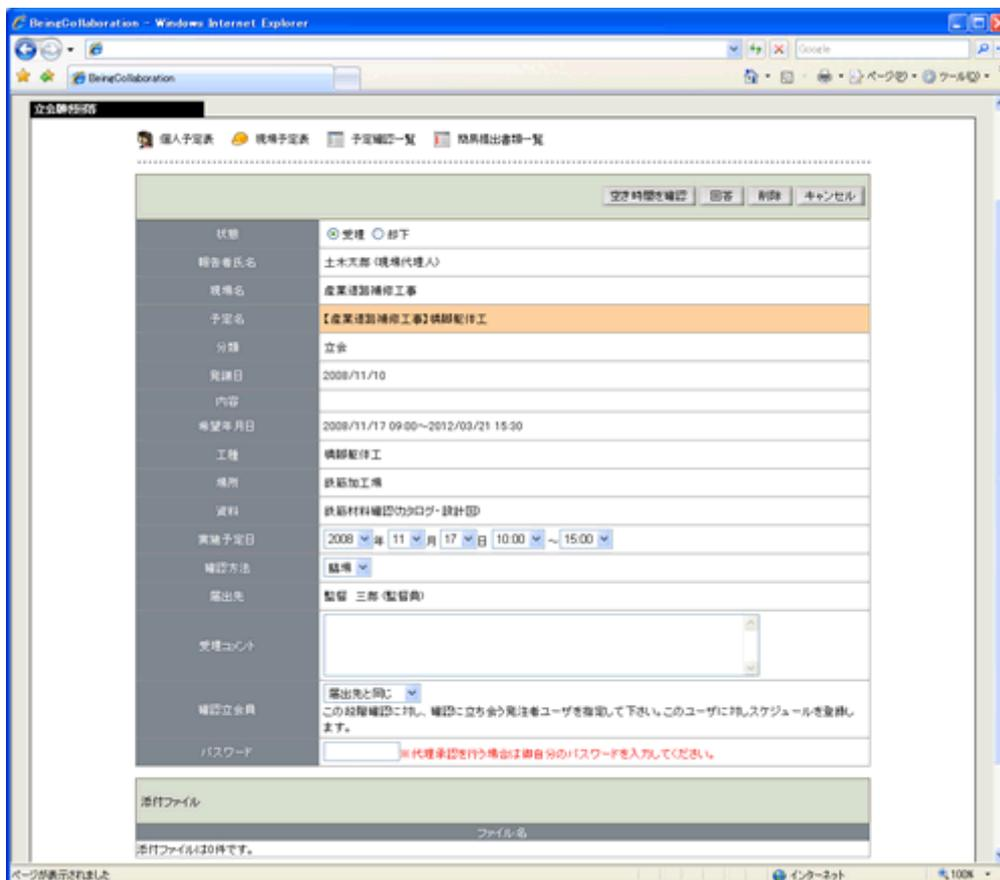 BeingCollaboration - Windows Internet Explorer
Google
BeingCollaboration
ページ(P)
ツール(O)
立会願回答
個人予定表 現場予定表 予定確認一覧 簡易提出書類一覧
空き時間を確認 回答 削除 キャンセル
状態 受理 却下
報告者氏名 土木太郎(現場代理人)
現場名 産業道路補修工事
予定名 【産業道路補修工事】橋脚躯体工
分類 立会
発議日 2008/11/10
内容
希望年月日 2008/11/17 09:00～2012/03/21 15:30
工種 橋脚躯体工
場所 鉄筋加工場
資料 鉄筋材料確認(カタログ・設計図)
実施予定日 2008 年 11 月 17 日 10:00 ～ 15:00
確認方法 臨場
届出先 監督 三郎(監督員)
受理コメント
確認立会員 届出先と同じ
この段階確認に対し、確認に立ち会う発注者ユーザを指定して下さい。このユーザに対しスケジュールを登録し
ます。
パスワード ※代理承認を行う場合は御自分のパスワードを入力してください。
添付ファイル
ファイル名
添付ファイルは0件です。
ページが表示されました インターネット 100%